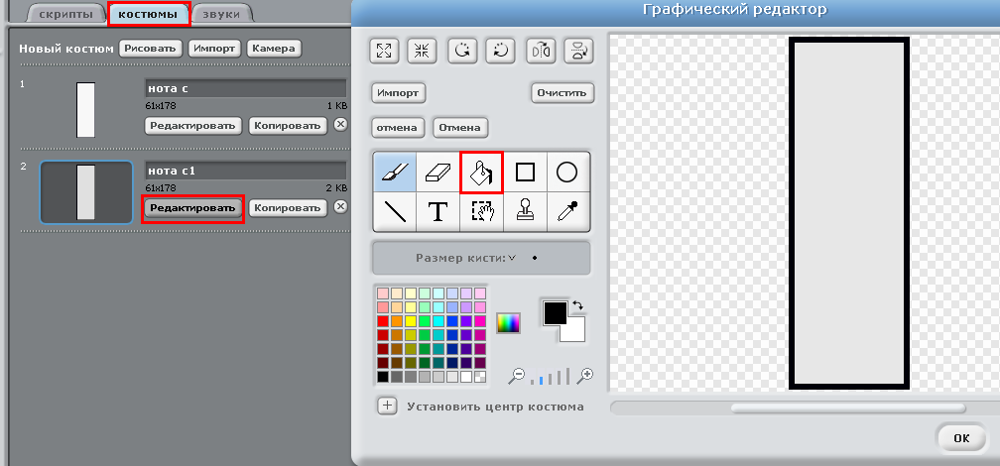 скрипты костюмы звуки
Новый костюм Рисовать Импорт Камера
1
нота с
61x178 1 KB
Редактировать Копировать
2
нота с1
61x178 2 KB
Редактировать Копировать
Графический редактор
Импорт Очистить
отмена Отмена
T
Размер кисти:
Установить центр костюма
OK